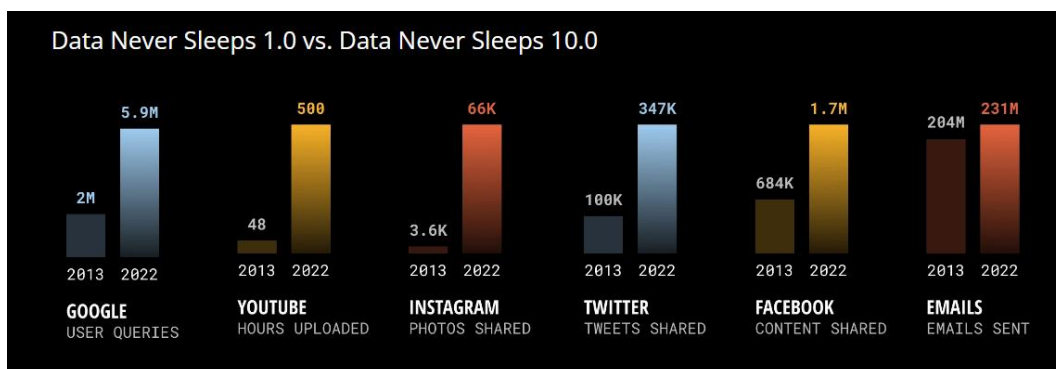 Data Never Sleeps 1.0 vs. Data Never Sleeps 10.0
5.9M 500 66K 347K 1.7M 204M 231M
2M 48 3.6K 100K 684K
2013 2022 2013 2022 2013 2022 2013 2022 2013 2022 2013 2022
GOOGLE YOUTUBE INSTAGRAM TWITTER FACEBOOK EMAILS
USER QUERIES HOURS UPLOADED PHOTOS SHARED TWEETS SHARED CONTENT SHARED EMAILS SENT